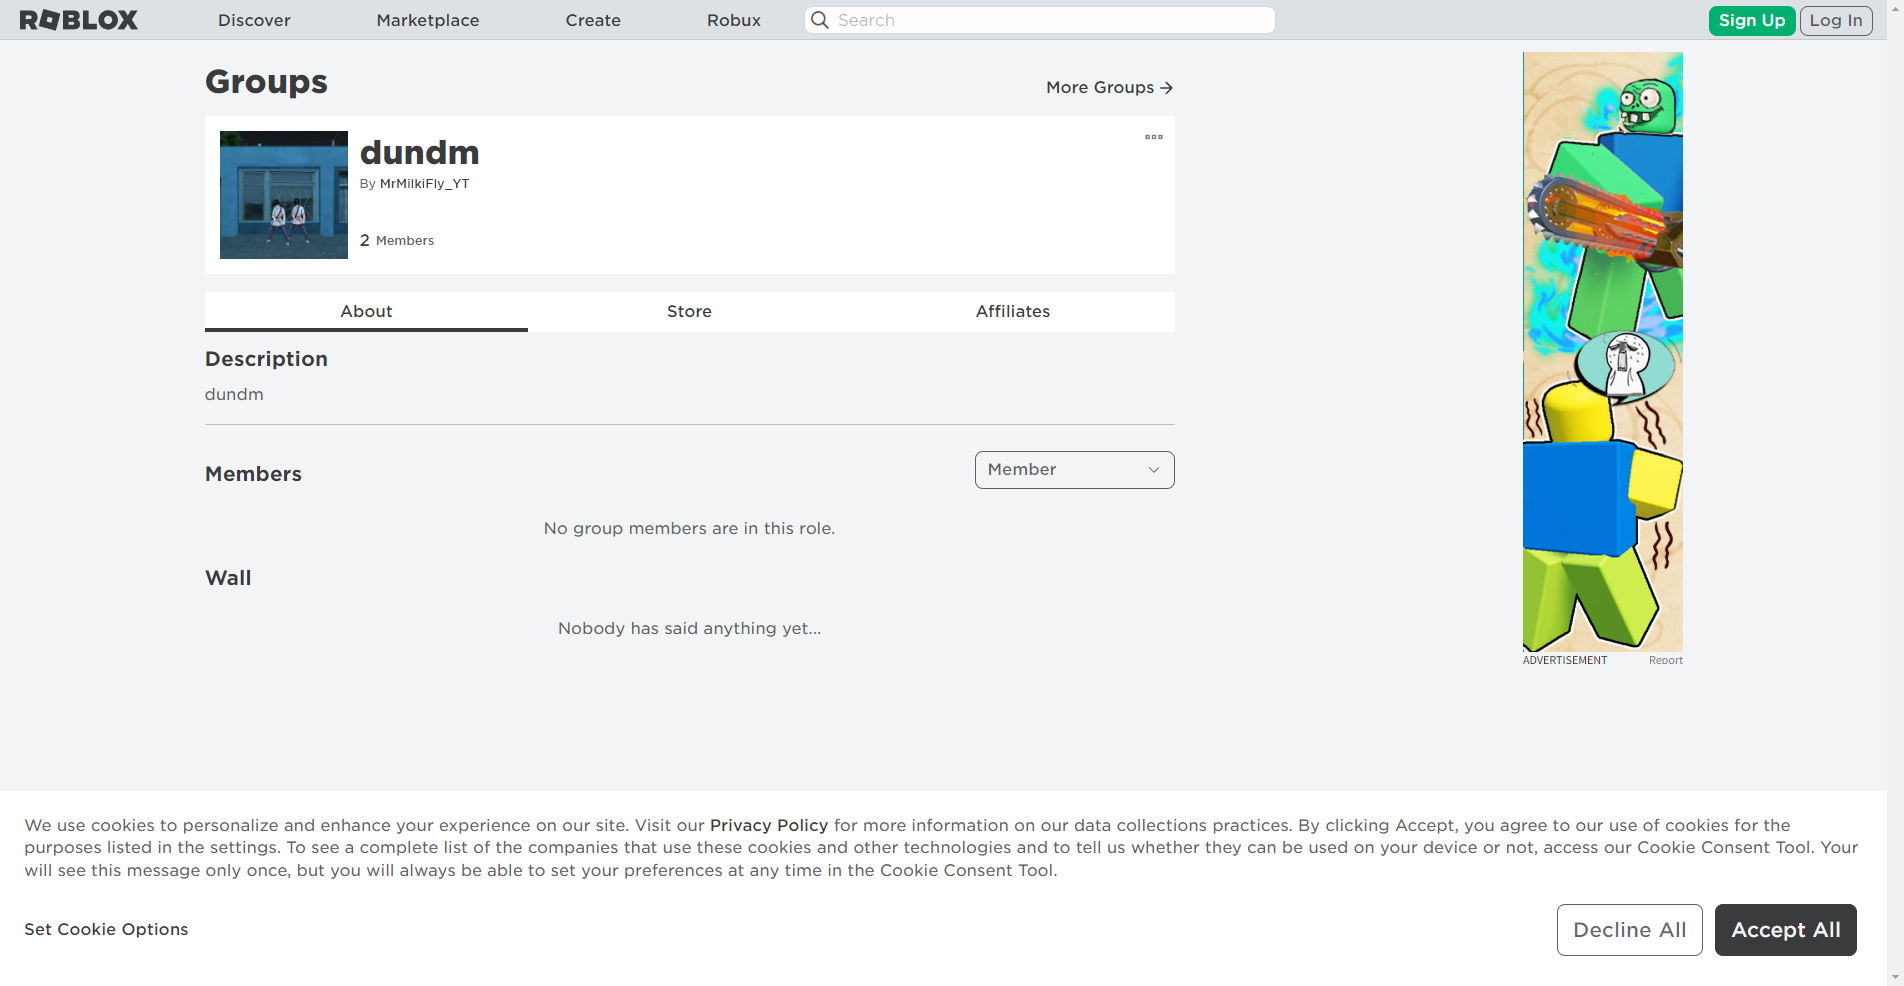 ROBLOX Discover Marketplace Create Robux Search Sign Up Log In
Groups
More Groups →
dundm
By MrMilkiFly_YT
2 Members
About Store Affiliates
Description
dundm
Members
Member
No group members are in this role.
Wall
Nobody has said anything yet...
ADVERTISEMENT Report
We use cookies to personalize and enhance your experience on our site. Visit our Privacy Policy for more information on our data collections practices. By clicking Accept, you agree to our use of cookies for the
purposes listed in the settings. To see a complete list of the companies that use these cookies and other technologies and to tell us whether they can be used on your device or not, access our Cookie Consent Tool. Your
will see this message only once, but you will always be able to set your preferences at any time in the Cookie Consent Tool.
Set Cookie Options
Decline All Accept All